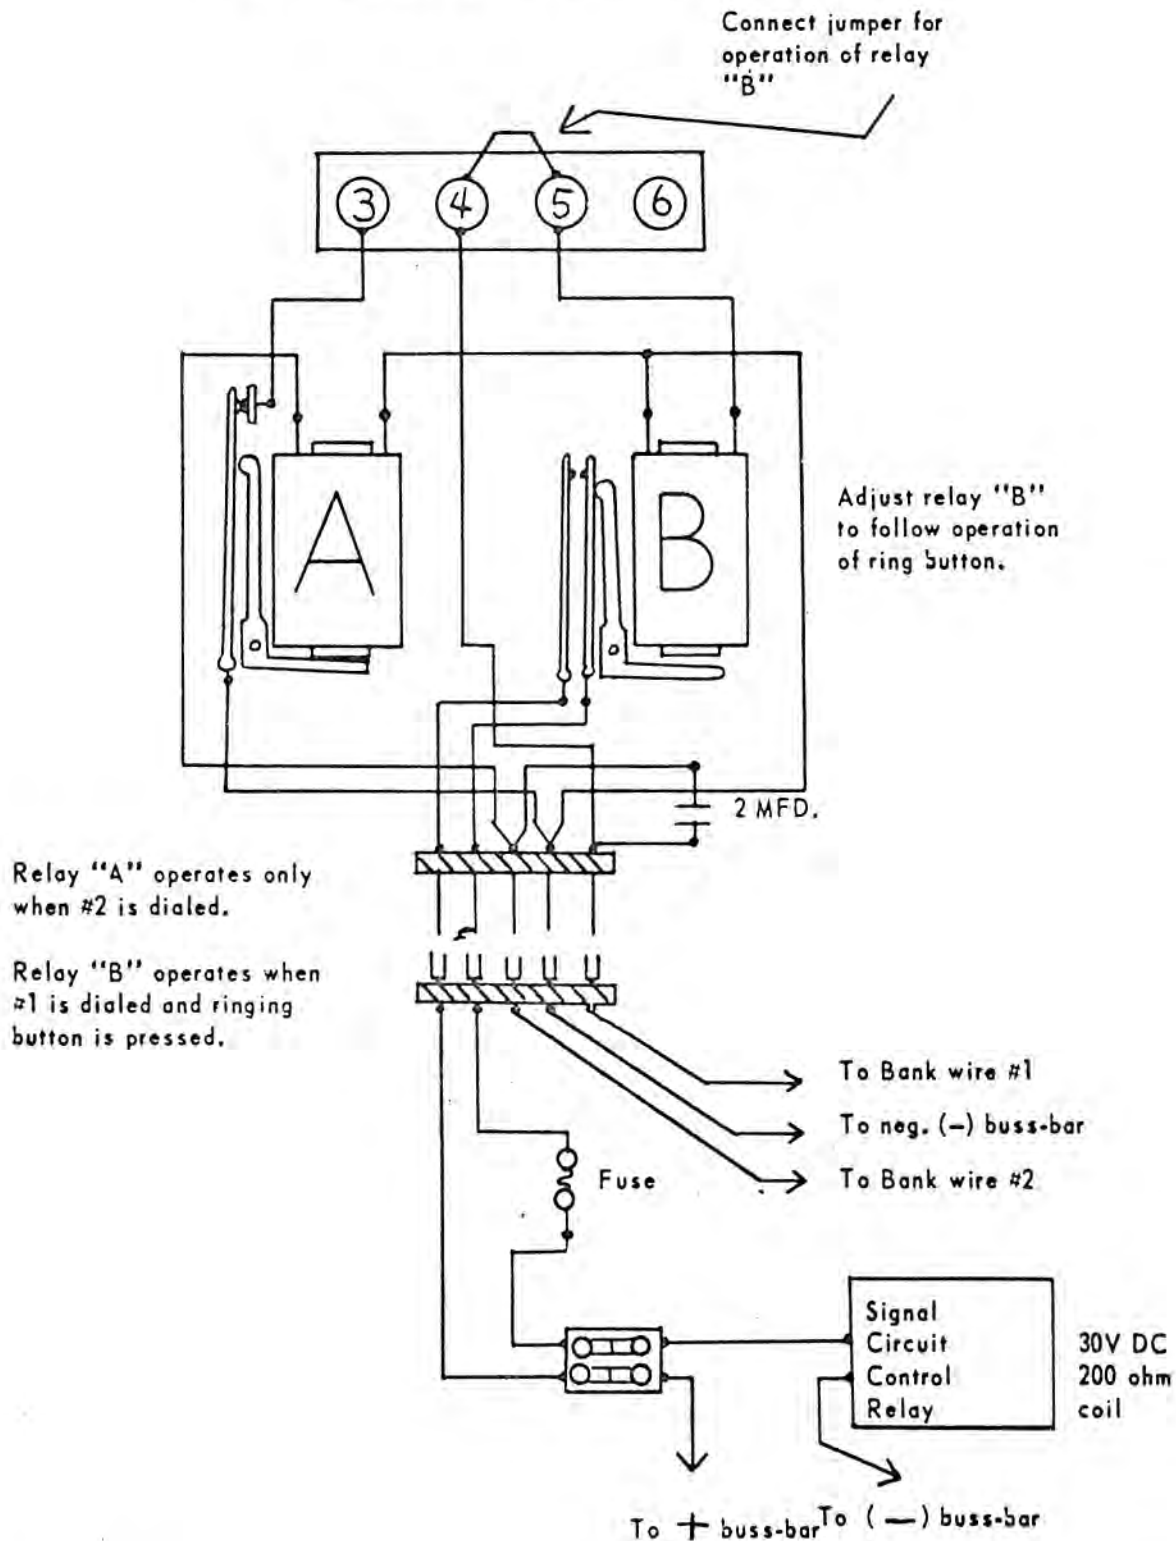 Connect jumper for
operation of relay
"B"
3 4 5 6
A
B
Adjust relay "B"
to follow operation
of ring button.
2 MFD.
Relay "A" operates only
when #2 is dialed.
Relay "B" operates when
#1 is dialed and ringing
button is pressed.
To Bank wire #1
To neg. (-) buss-bar
To Bank wire #2
Fuse
Signal
Circuit
Control
Relay
30V DC
200 ohm
coil
To + buss-bar
To (-) buss-bar